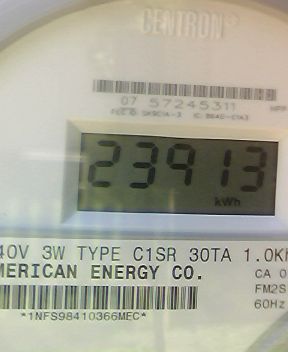 CENTRON®
07 57245311
23913
kWh
40V 3W TYPE C1SR 30TA 1.0Kh
MERICAN ENERGY CO.
CA 0
FM2S
60Hz
*1NFS98410366MEC*